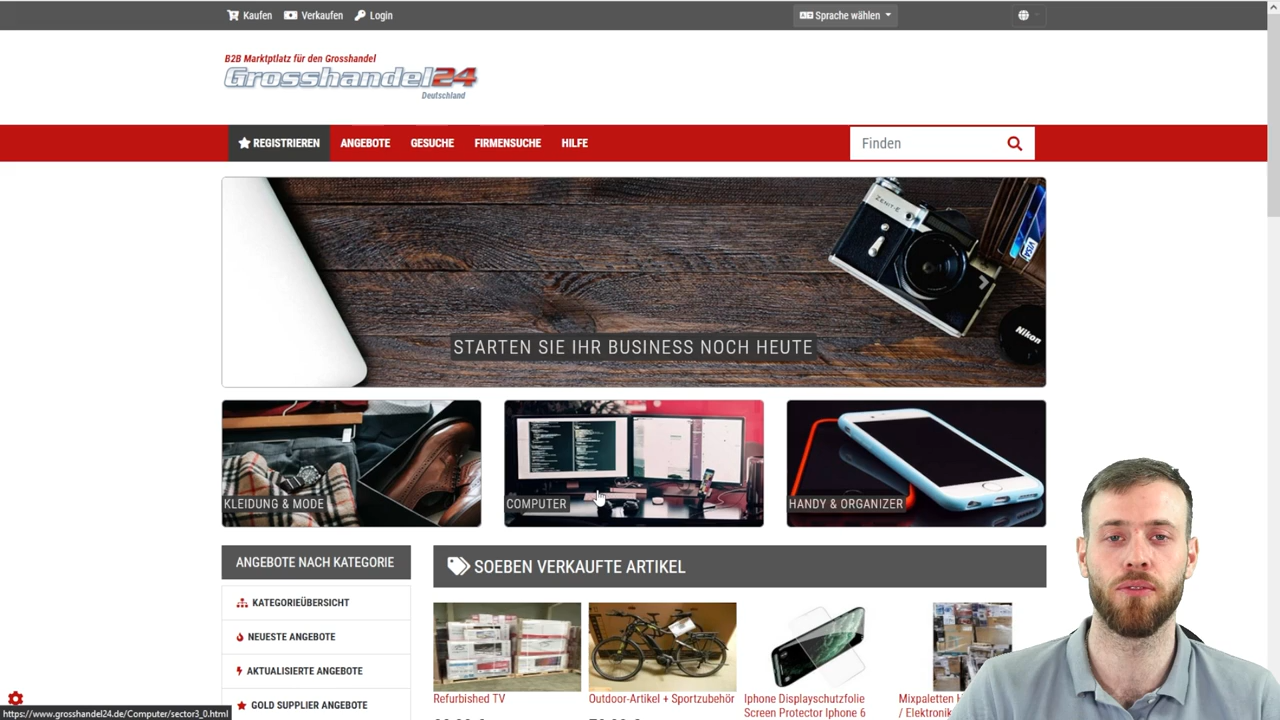 Kaufen Verkaufen Login Sprache wählen
B2B Marktplatz für den Grosshandel
Grosshandel24
Deutschland
REGISTRIEREN ANGEBOTE GESUCHE FIRMENSUCHE HILFE Finden
ZENIT-E
VISA
Nikon
STARTEN SIE IHR BUSINESS NOCH HEUTE
KLEIDUNG & MODE COMPUTER HANDY & ORGANIZER
ANGEBOTE NACH KATEGORIE
SOEBEN VERKAUFTE ARTIKEL
KATEGORIEÜBERSICHT
NEUESTE ANGEBOTE
AKTUALISIERTE ANGEBOTE
GOLD SUPPLIER ANGEBOTE
Refurbished TV
Outdoor-Artikel + Sportzubehör
Iphone Displayschutzfolie
Screen Protector Iphone 6
Mixpaletten
/ Elektronik
https://www.grosshandel24.de/Computer/sector3_0.html